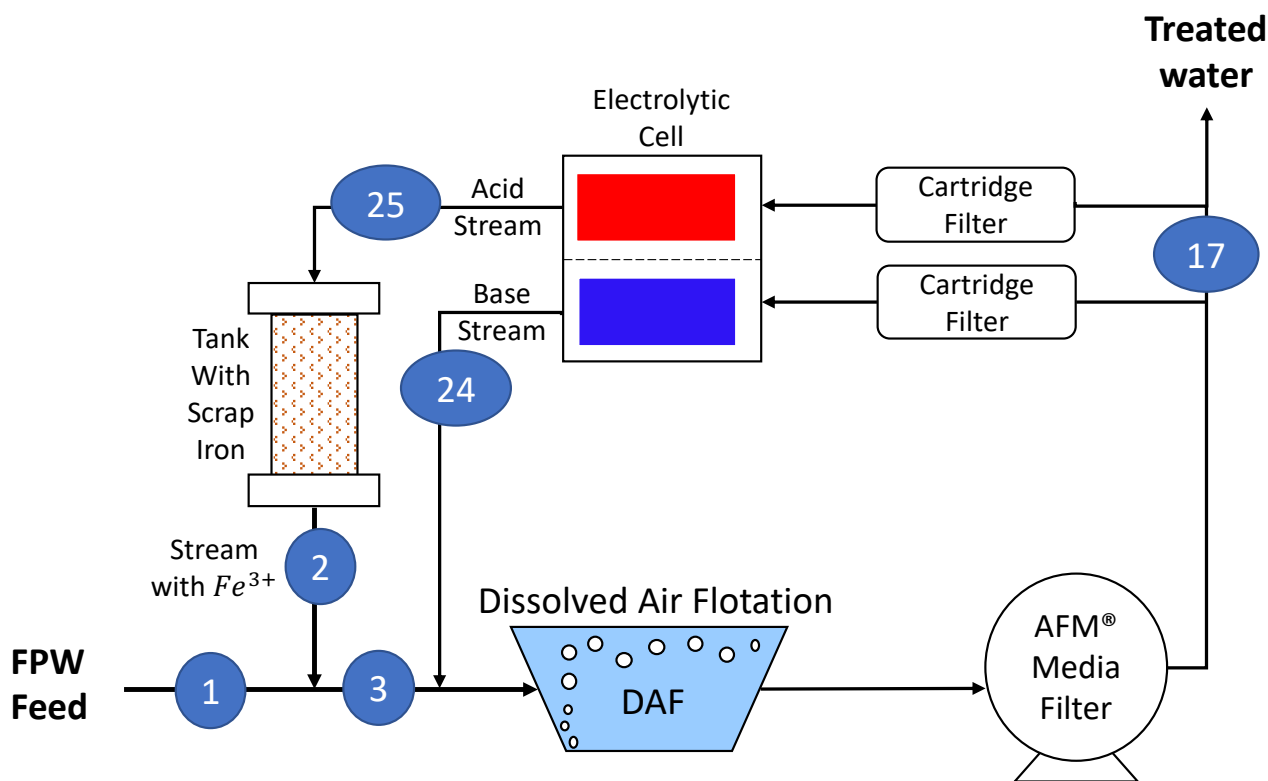 Treated
water
Electrolytic
Cell
Acid
Stream
25
Cartridge
Filter
17
Base
Stream
Cartridge
Filter
24
Tank
With
Scrap
Iron
Stream
with Fe³⁺
2
Dissolved Air Flotation
FPW
Feed
1
3
DAF
AFM®
Media
Filter